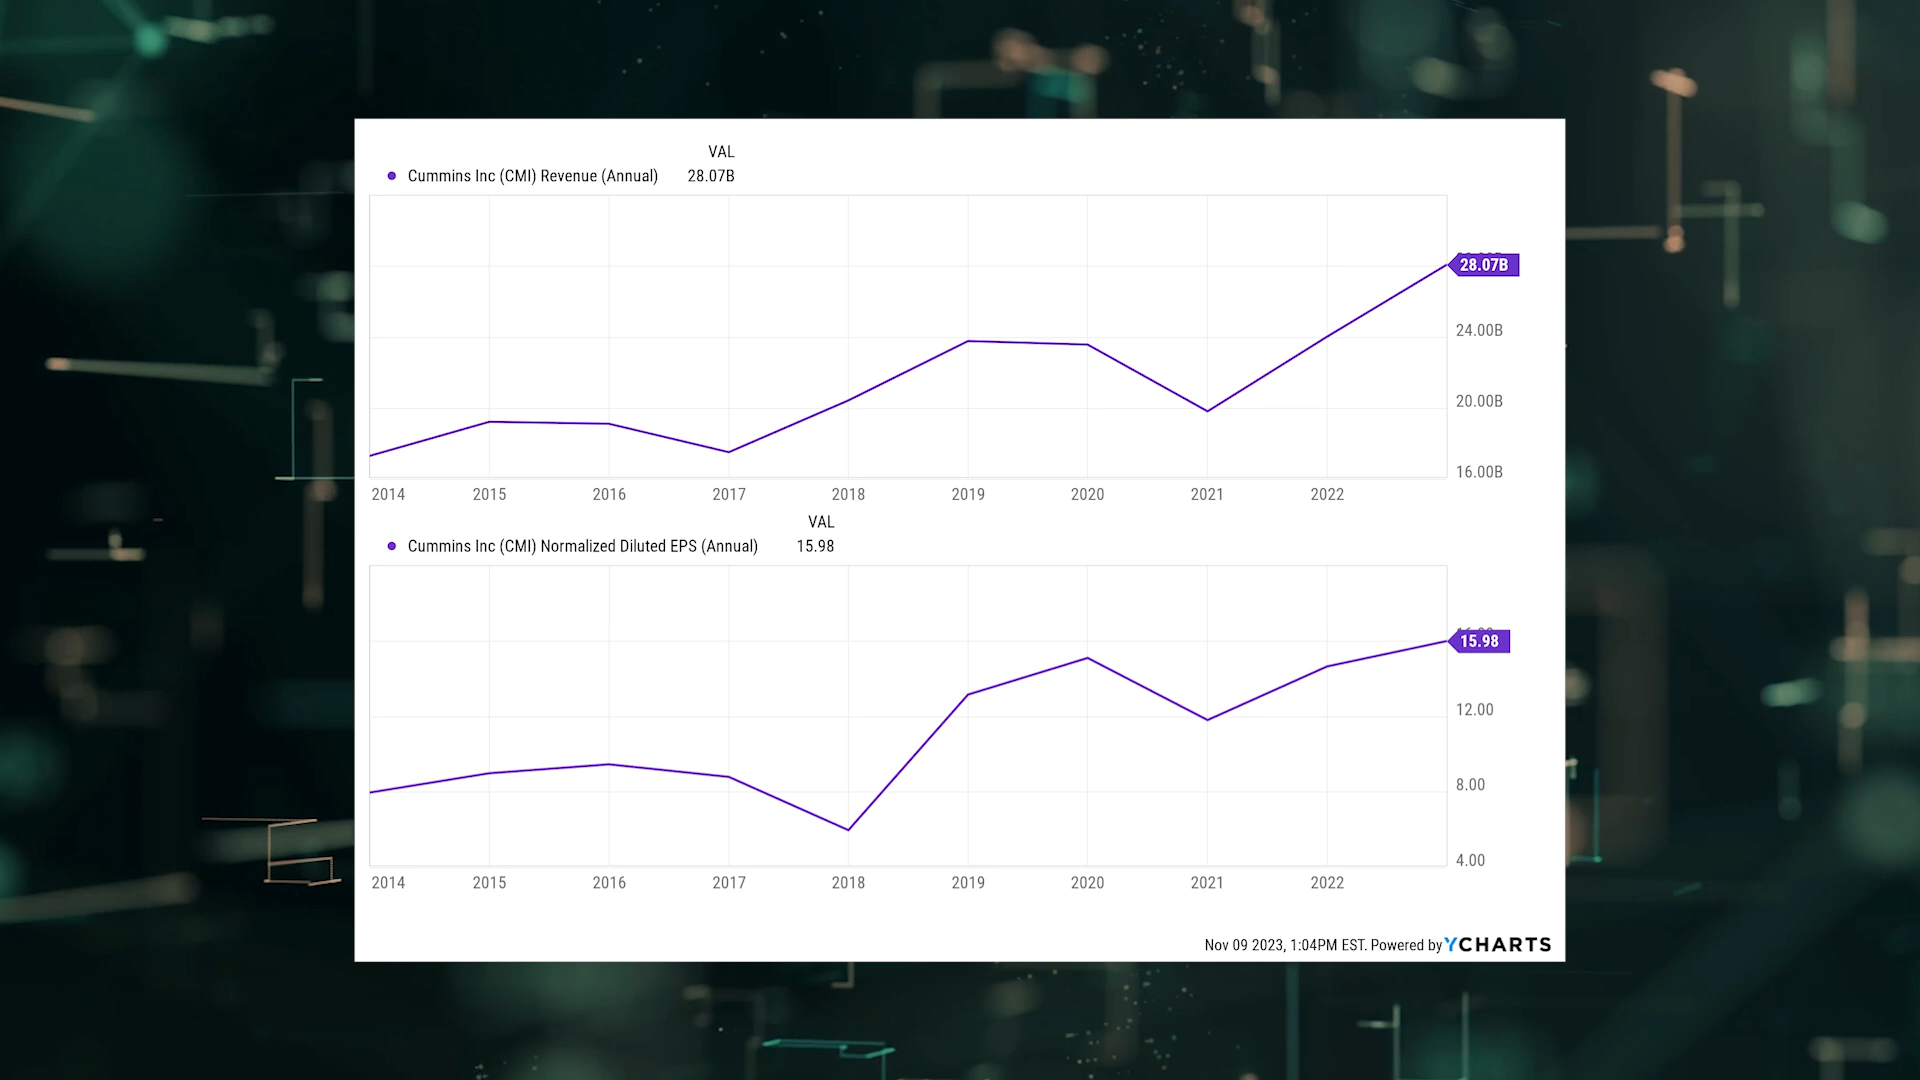 VAL
Cummins Inc (CMI) Revenue (Annual) 28.07B
28.07B
24.00B
20.00B
16.00B
2014 2015 2016 2017 2018 2019 2020 2021 2022
VAL
Cummins Inc (CMI) Normalized Diluted EPS (Annual) 15.98
15.98
12.00
8.00
4.00
2014 2015 2016 2017 2018 2019 2020 2021 2022
Nov 09 2023, 1:04PM EST. Powered by YCHARTS